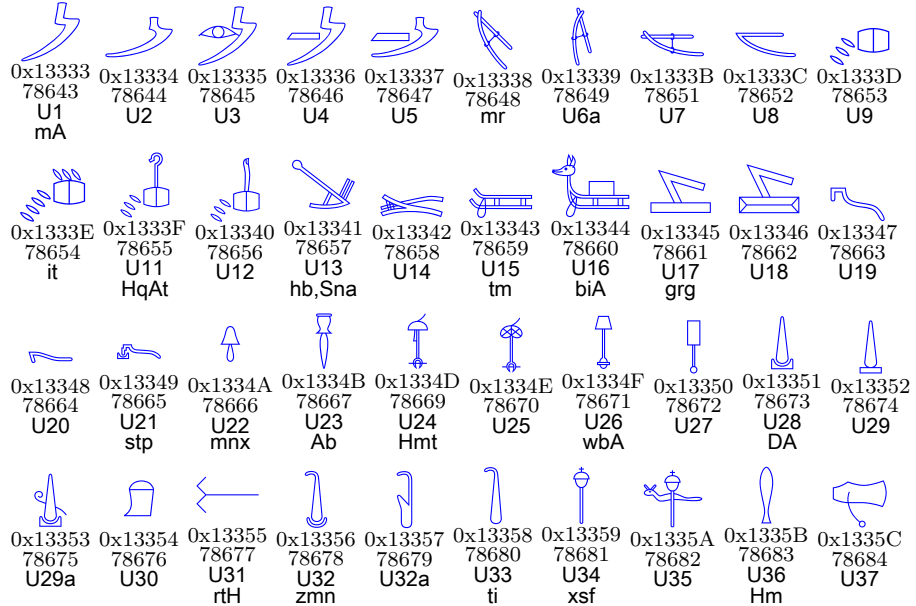 0x13333 0x13334 0x13335 0x13336 0x13337 0x13338 0x13339 0x1333B 0x1333C 0x1333D
78643 78644 78645 78646 78647 78648 78649 78651 78652 78653
U1 U2 U3 U4 U5 mr U6a U7 U8 U9
mA
0x1333E 0x1333F 0x13340 0x13341 0x13342 0x13343 0x13344 0x13345 0x13346 0x13347
78654 78655 78656 78657 78658 78659 78660 78661 78662 78663
it U11 U12 U13 U14 U15 U16 U17 U18 U19
HqAt hb,Sna tm biA grg
0x13348 0x13349 0x1334A 0x1334B 0x1334D 0x1334E 0x1334F 0x13350 0x13351 0x13352
78664 78665 78666 78667 78669 78670 78671 78672 78673 78674
U20 U21 U22 U23 U24 U25 U26 U27 U28 U29
stp mnx Ab Hmt wbA DA
0x13353 0x13354 0x13355 0x13356 0x13357 0x13358 0x13359 0x1335A 0x1335B 0x1335C
78675 78676 78677 78678 78679 78680 78681 78682 78683 78684
U29a U30 U31 U32 U32a U33 U34 U35 U36 U37
rtH zmn ti xsf Hm